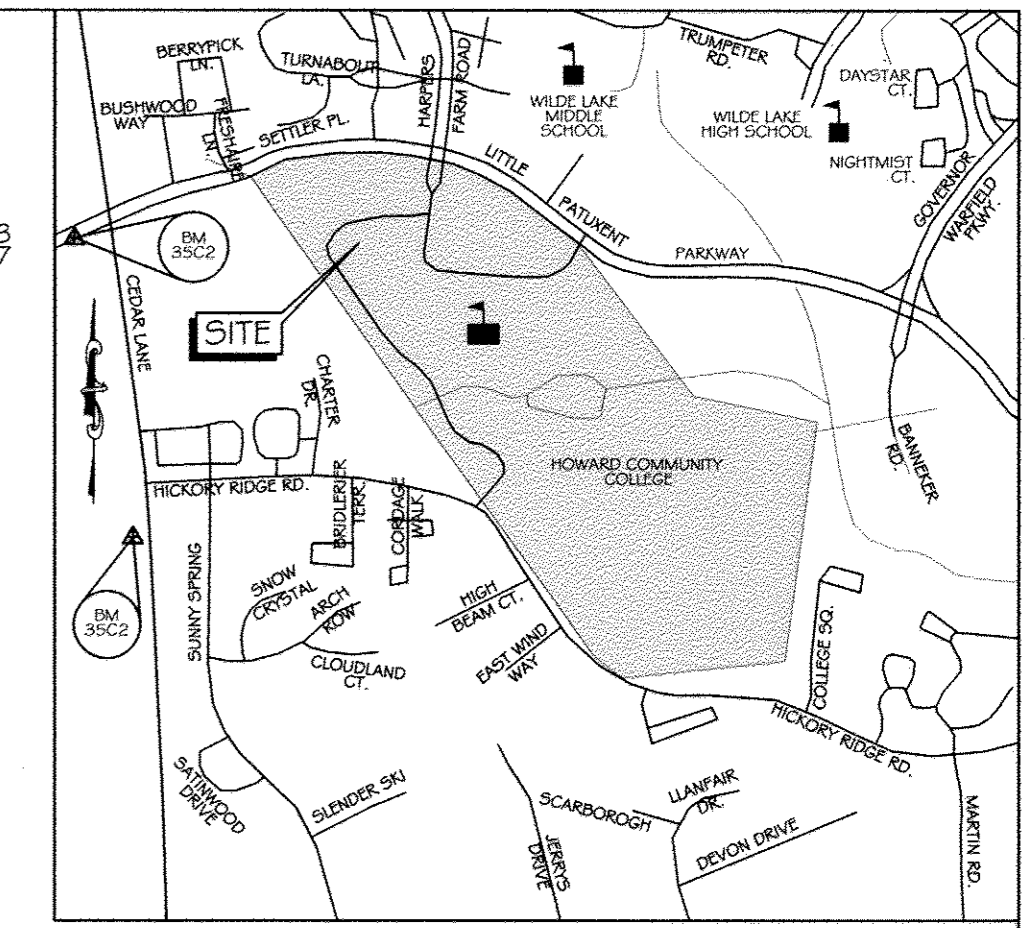 BERRYPICK
LN.
TURNABOUT
LA.
HARPERS
FARM ROAD
TRUMPETER
RD.
DAYSTAR
CT.
BUSHWOOD
WAY
FRESHAIRE
LN.
SETTLER PL.
WILDE LAKE
MIDDLE
SCHOOL
WILDE LAKE
HIGH SCHOOL
NIGHTMIST
CT.
GOVERNOR
WARFIELD
PKWY.
LITTLE
PATUXENT
PARKWAY
BM
35C2
CEDAR LANE
SITE
CHARTER
DR.
BANNEKER
RD.
HOWARD COMMUNITY
COLLEGE
HICKORY RIDGE RD.
BRIDLERIER
TERR.
CORDAGE
WALK
BM
35C2
SUNNY SPRING
SNOW
CRYSTAL
ARCH
ROW
CLOUDLAND
CT.
HIGH
BEAM CT.
EAST WIND
WAY
COLLEGE SQ.
HICKORY RIDGE RD.
SATINWOOD
DRIVE
SLENDER SKI
SCARBOROGH
LLANFAIR
DR.
JERRYS
DRIVE
DEVON DRIVE
MARTIN RD.